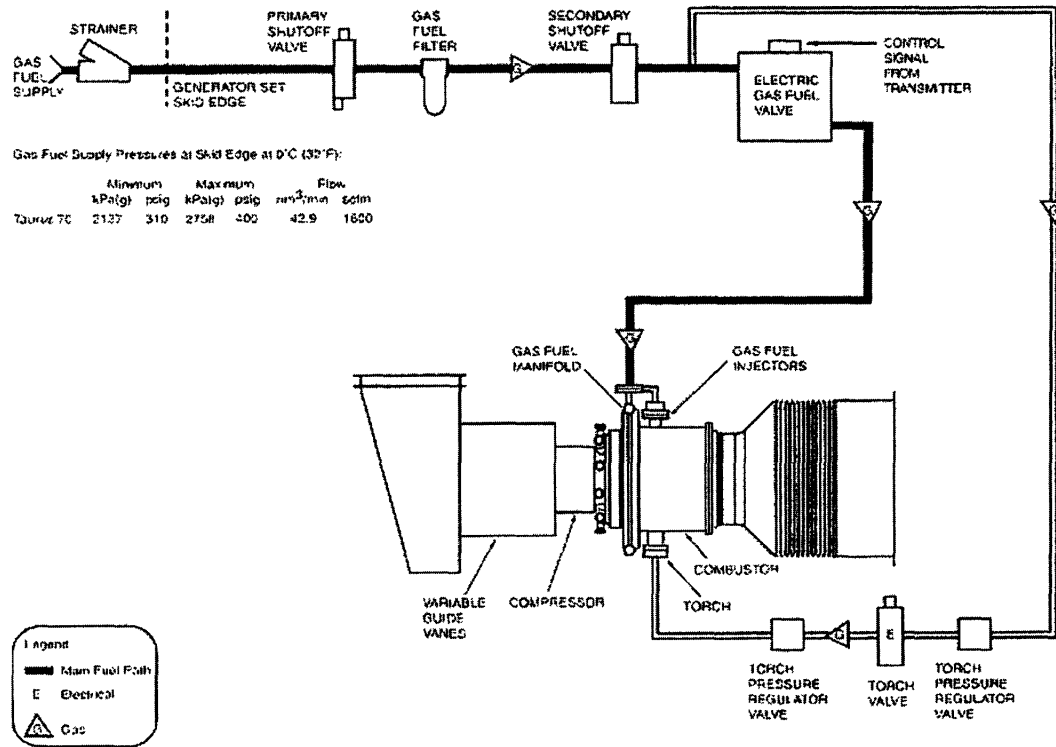 STRAINER
GAS
FUEL
SUPPLY
GENERATOR SET
SKID EDGE
PRIMARY
SHUTOFF
VALVE
GAS
FUEL
FILTER
G
SECONDARY
SHUTOFF
VALVE
ELECTRIC
GAS FUEL
VALVE
CONTROL
SIGNAL
FROM
TRANSMITTER
Gas Fuel Supply Pressures at Skid Edge at 0°C (32°F):
Minimum Maximum Flow
kPa(g) psig kPa(g) psig nm³/min scfm
Taurus 70 2137 310 2758 400 42.9 1600
G
G
G
GAS FUEL
MANIFOLD
GAS FUEL
INJECTORS
VARIABLE
GUIDE
VANES
COMPRESSOR
TORCH
COMBUSTOR
G
E
TORCH
PRESSURE
REGULATOR
VALVE
TORCH
VALVE
TORCH
PRESSURE
REGULATOR
VALVE
Legend
Main Fuel Path
E Electrical
G Gas